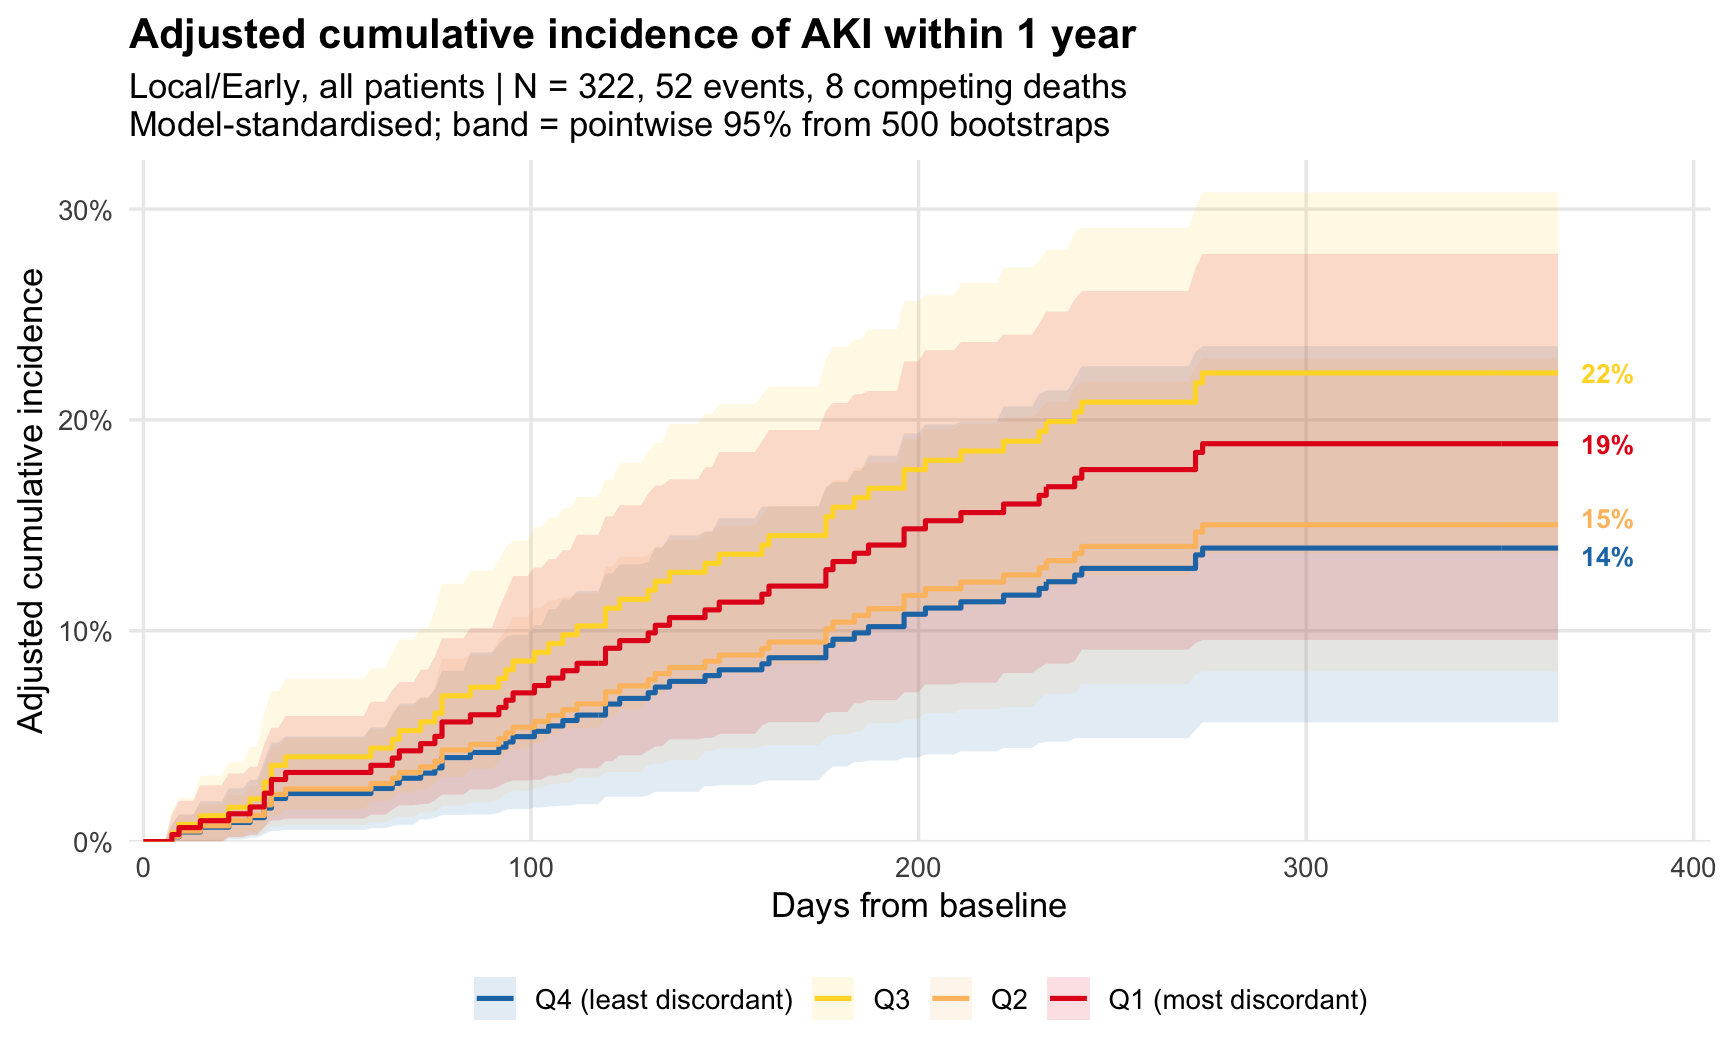 Adjusted cumulative incidence of AKI within 1 year
Local/Early, all patients | N = 322, 52 events, 8 competing deaths
Model-standardised; band = pointwise 95% from 500 bootstraps
Adjusted cumulative incidence
30%
20%
10%
0%
22%
19%
15%
14%
0
100
200
300
400
Days from baseline
Q4 (least discordant)
Q3
Q2
Q1 (most discordant)